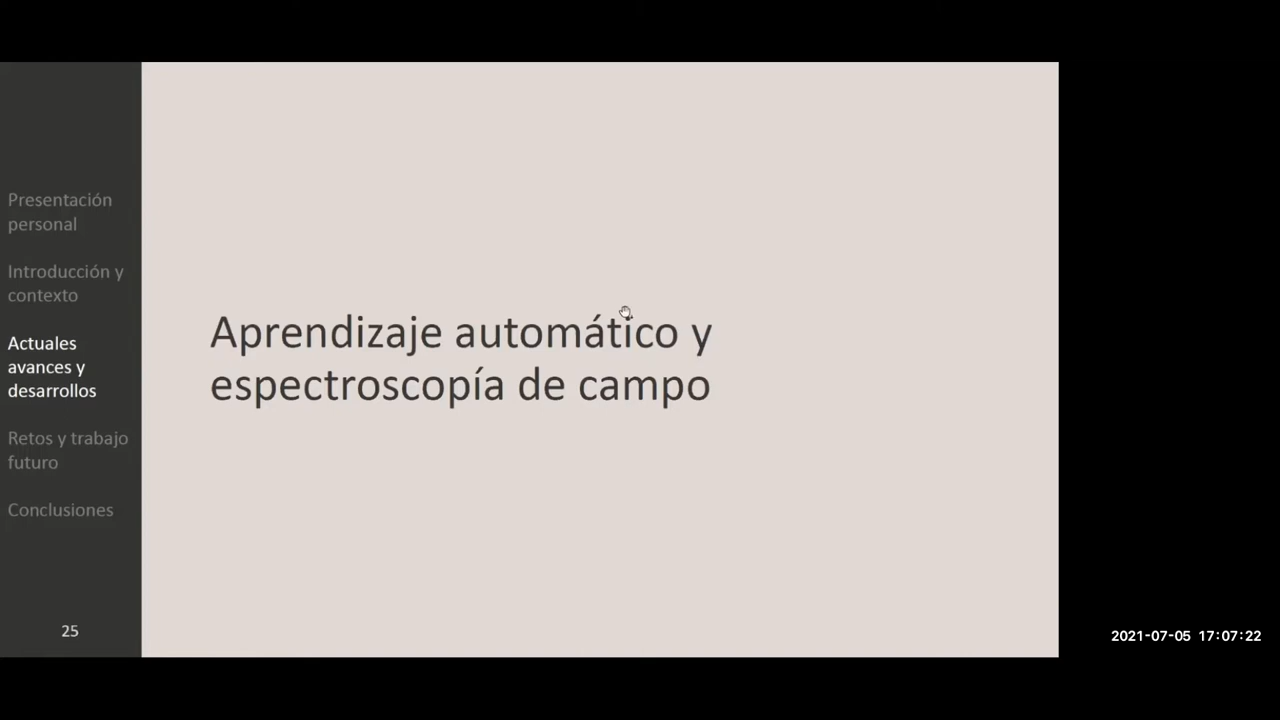 Presentación
personal
Introducción y
contexto
Actuales
avances y
desarrollos
Retos y trabajo
futuro
Conclusiones
25
Aprendizaje automático y
espectroscopía de campo
2021-07-05 17:07:22